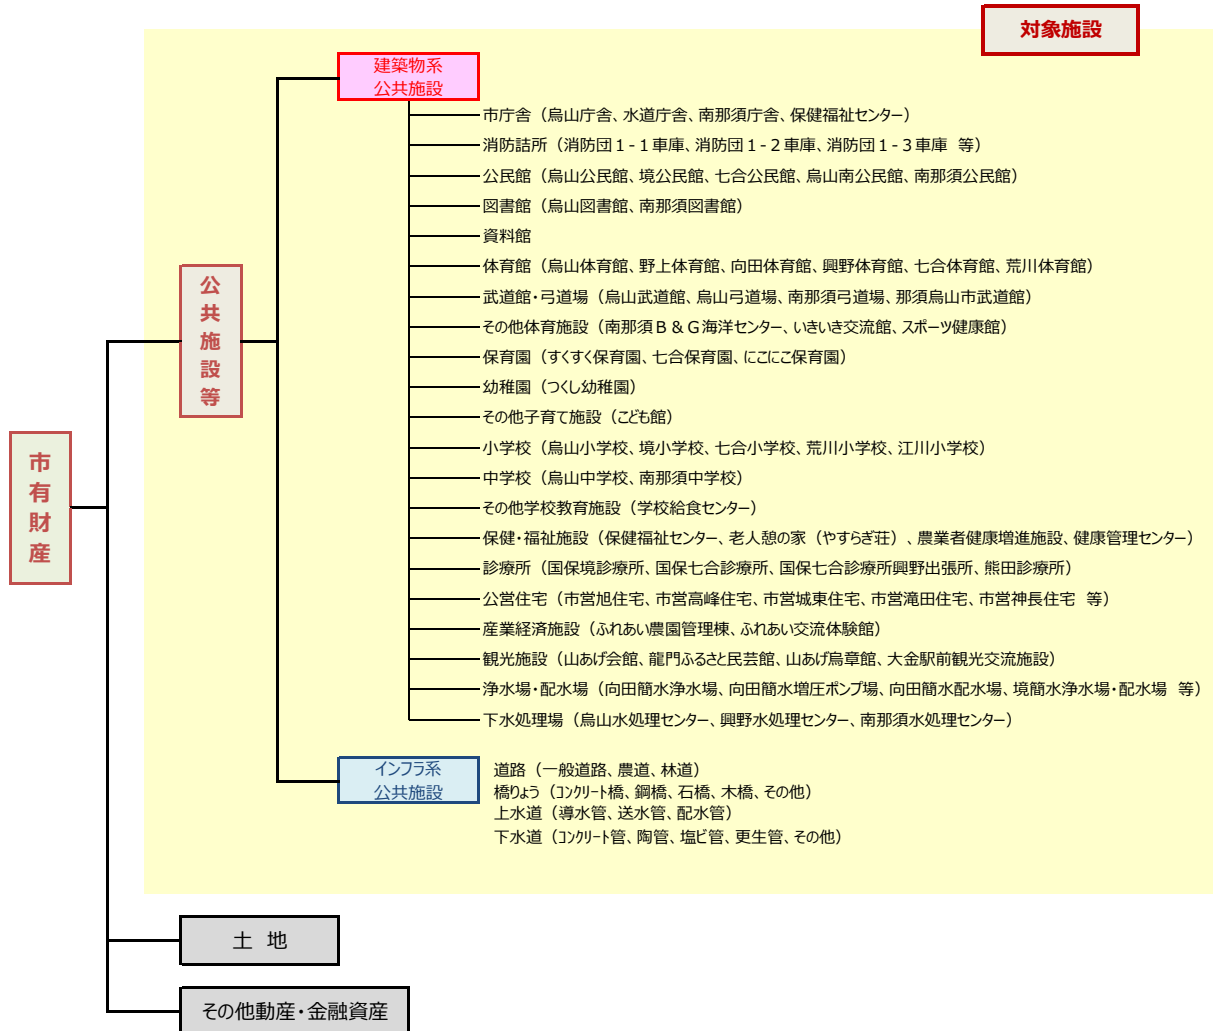 対象施設
建築物系
公共施設
市庁舎（烏山庁舎、水道庁舎、南那須庁舎、保健福祉センター）
消防詰所（消防団１-１車庫、消防団１-２車庫、消防団１-３車庫　等）
公民館（烏山公民館、境公民館、七合公民館、烏山南公民館、南那須公民館）
図書館（烏山図書館、南那須図書館）
資料館
体育館（烏山体育館、野上体育館、向田体育館、興野体育館、七合体育館、荒川体育館）
武道館・弓道場（烏山武道館、烏山弓道場、南那須弓道場、那須烏山市武道館）
その他体育施設（南那須Ｂ＆Ｇ海洋センター、いきいき交流館、スポーツ健康館）
保育園（すくすく保育園、七合保育園、にこにこ保育園）
幼稚園（つくし幼稚園）
その他子育て施設（こども館）
小学校（烏山小学校、境小学校、七合小学校、荒川小学校、江川小学校）
中学校（烏山中学校、南那須中学校）
その他学校教育施設（学校給食センター）
保健・福祉施設（保健福祉センター、老人憩の家（やすらぎ荘）、農業者健康増進施設、健康管理センター）
診療所（国保境診療所、国保七合診療所、国保七合診療所興野出張所、熊田診療所）
公営住宅（市営旭住宅、市営高峰住宅、市営城東住宅、市営滝田住宅、市営神長住宅　等）
産業経済施設（ふれあい農園管理棟、ふれあい交流体験館）
観光施設（山あげ会館、龍門ふるさと民芸館、山あげ烏章館、大金駅前観光交流施設）
浄水場・配水場（向田簡水浄水場、向田簡水増圧ポンプ場、向田簡水配水場、境簡水浄水場・配水場　等）
下水処理場（烏山水処理センター、興野水処理センター、南那須水処理センター）
公共施設等
市有財産
インフラ系
公共施設
道路（一般道路、農道、林道）
橋りょう（コンクリート橋、鋼橋、石橋、木橋、その他）
上水道（導水管、送水管、配水管）
下水道（コンクリート管、陶管、塩ビ管、更生管、その他）
土　地
その他動産・金融資産